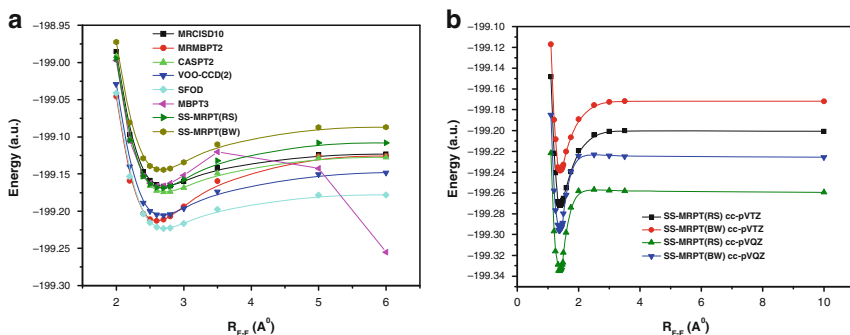 a
Energy (a.u.)
−198.95
−199.00
−199.05
−199.10
−199.15
−199.20
−199.25
−199.30
MRCISD10
MRMBPT2
CASPT2
VOO-CCD(2)
SFOD
MBPT3
SS-MRPT(RS)
SS-MRPT(BW)
2 3 4 5 6
R_F-F (A^0)
b
Energy (a.u.)
−199.10
−199.12
−199.14
−199.16
−199.18
−199.20
−199.22
−199.24
−199.26
−199.28
−199.30
−199.32
−199.34
SS-MRPT(RS) cc-pVTZ
SS-MRPT(BW) cc-pVTZ
SS-MRPT(RS) cc-pVQZ
SS-MRPT(BW) cc-pVQZ
0 2 4 6 8 10
R_F-F (A^0)